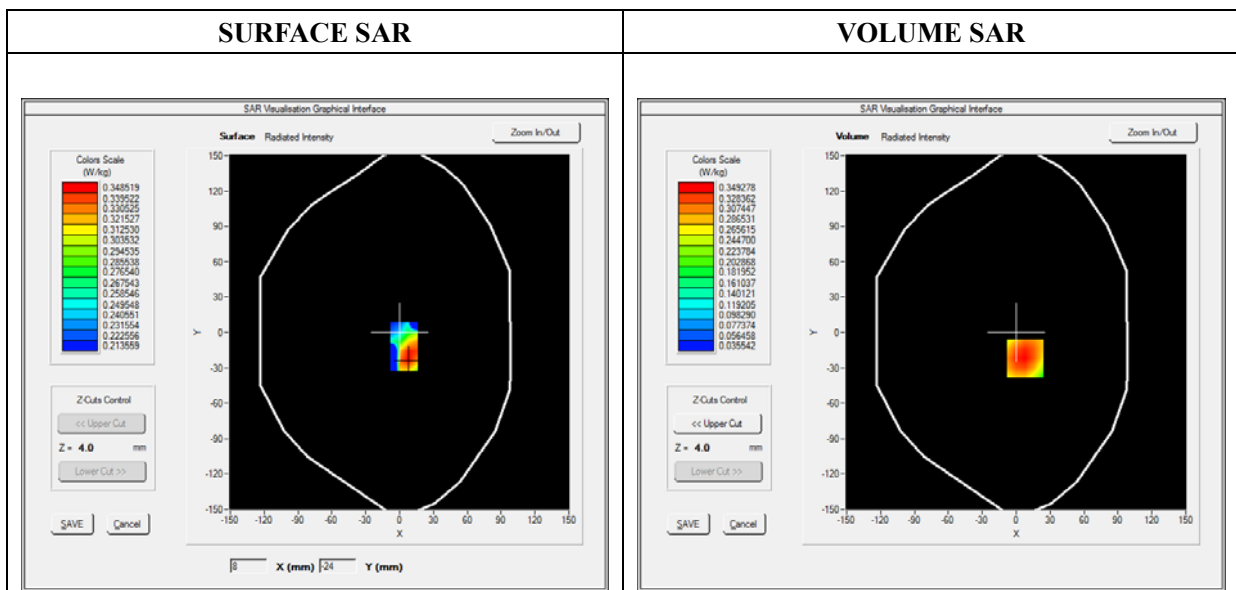 SURFACE SAR
VOLUME SAR
SAR Visualisation Graphical Interface
Surface Radiated Intensity
Zoom In/Out
Colors Scale
(W/kg)
0.348519
0.339522
0.330525
0.321527
0.312530
0.303532
0.294535
0.285538
0.276540
0.267543
0.258546
0.249548
0.240551
0.231554
0.222556
0.213559
Z-Cuts Control
<< Upper Cut
Z = 4.0 mm
Lower Cut >>
SAVE Cancel
150
120
90
60
30
0
-30
-60
-90
-120
-150
Y
-150 -120 -90 -60 -30 0 30 60 90 120 150
X
8 X (mm) -24 Y (mm)
SAR Visualisation Graphical Interface
Volume Radiated Intensity
Zoom In/Out
Colors Scale
(W/kg)
0.349278
0.328362
0.307447
0.286531
0.265615
0.244700
0.223784
0.202868
0.181952
0.161037
0.140121
0.119205
0.098290
0.077374
0.056458
0.035542
Z-Cuts Control
<< Upper Cut
Z = 4.0 mm
Lower Cut >>
SAVE Cancel
150
120
90
60
30
0
-30
-60
-90
-120
-150
Y
-150 -120 -90 -60 -30 0 30 60 90 120 150
X